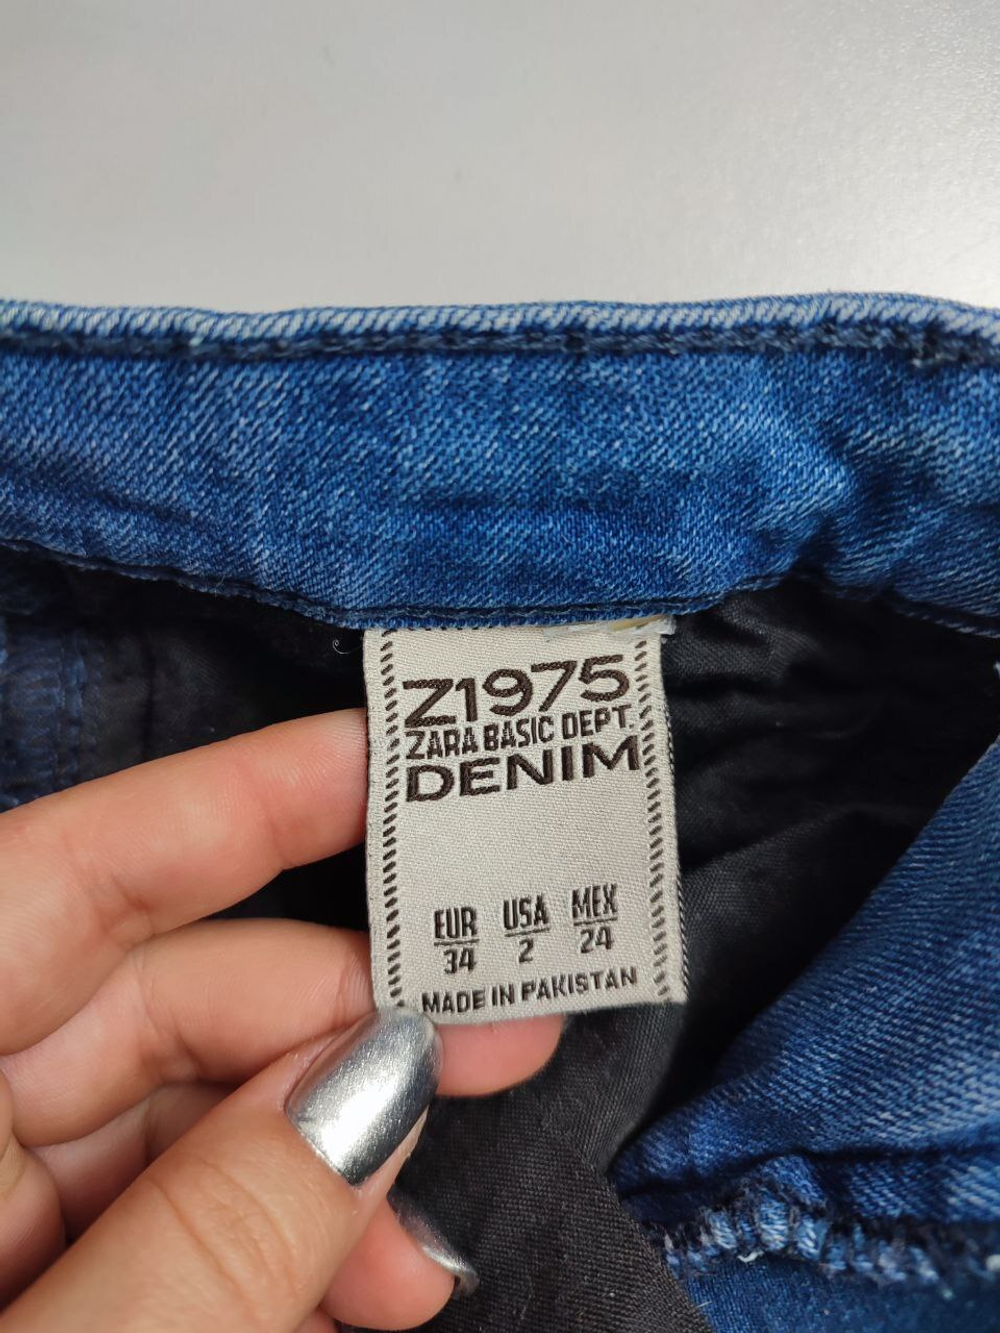 Z1975
ZARA BASIC DEPT.
DENIM
EUR USA MEX
34 2 24
MADE IN PAKISTAN